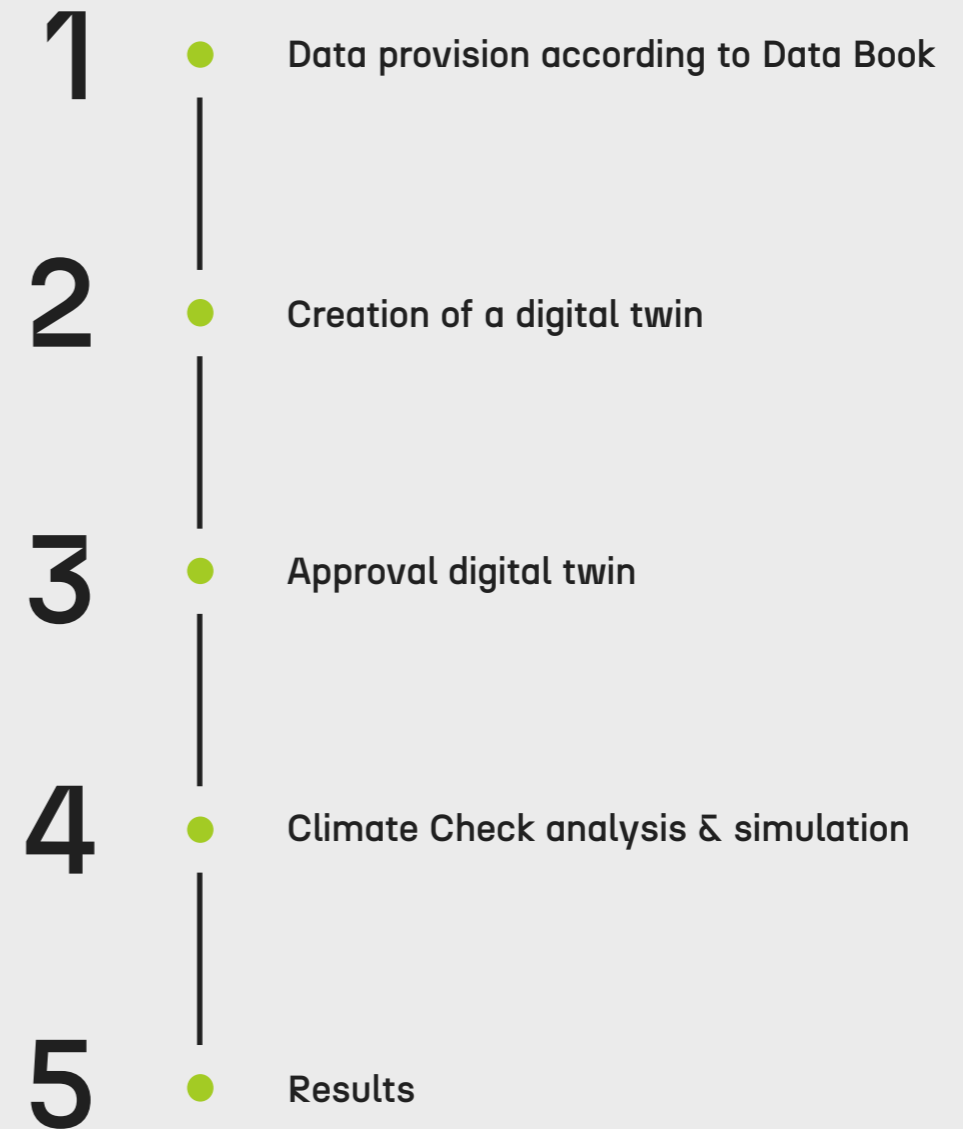 1 Data provision according to Data Book
2 Creation of a digital twin
3 Approval digital twin
4 Climate Check analysis & simulation
5 Results